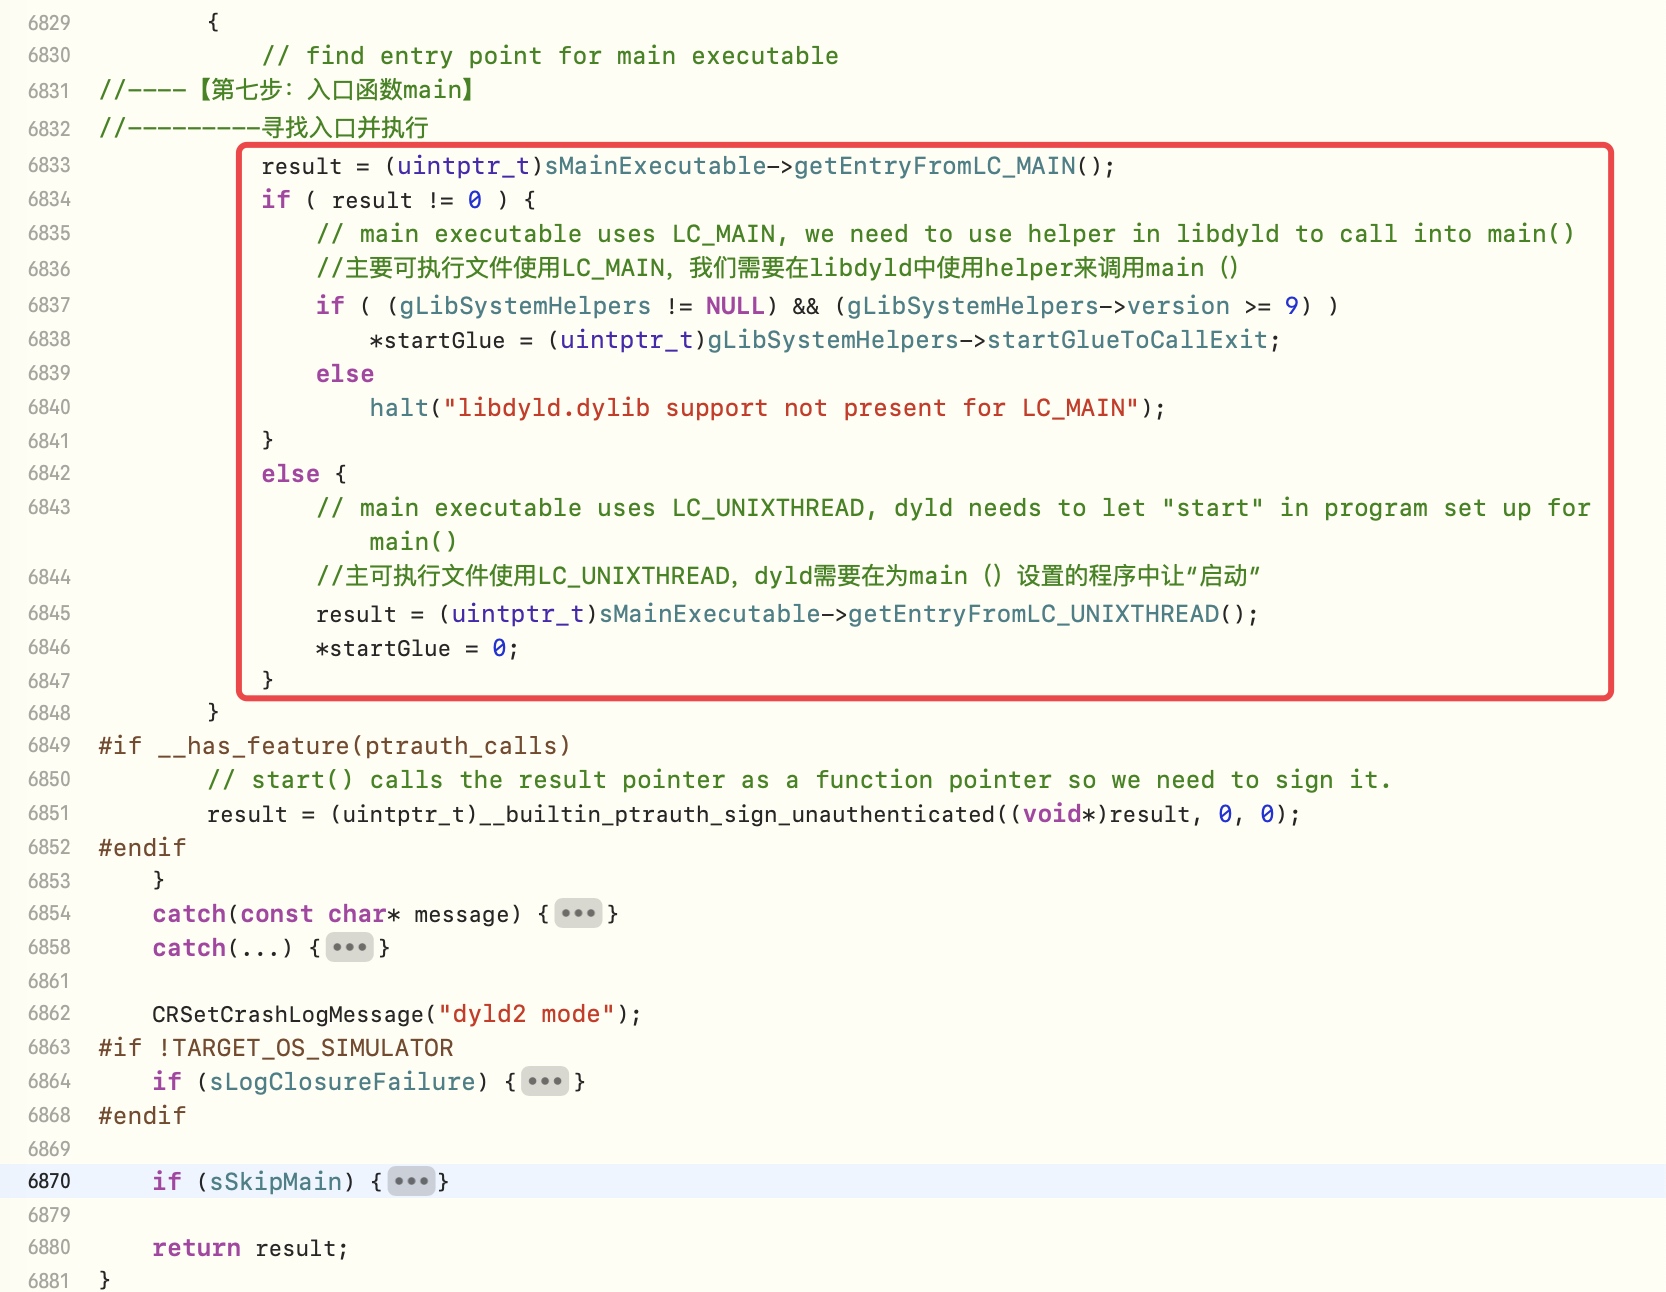 6829 {
6830 // find entry point for main executable
6831 //----【第七步：入口函数main】
6832 //---------寻找入口并执行
6833 result = (uintptr_t)sMainExecutable->getEntryFromLC_MAIN();
6834 if ( result != 0 ) {
6835 // main executable uses LC_MAIN, we need to use helper in libdyld to call into main()
6836 //主要可执行文件使用LC_MAIN，我们需要在libdyld中使用helper来调用main（）
6837 if ( (gLibSystemHelpers != NULL) && (gLibSystemHelpers->version >= 9) )
6838 *startGlue = (uintptr_t)gLibSystemHelpers->startGlueToCallExit;
6839 else
6840 halt("libdyld.dylib support not present for LC_MAIN");
6841 }
6842 else {
6843 // main executable uses LC_UNIXTHREAD, dyld needs to let "start" in program set up for
main()
6844 //主可执行文件使用LC_UNIXTHREAD，dyld需要在为main（）设置的程序中让“启动”
6845 result = (uintptr_t)sMainExecutable->getEntryFromLC_UNIXTHREAD();
6846 *startGlue = 0;
6847 }
6848 }
6849 #if __has_feature(ptrauth_calls)
6850 // start() calls the result pointer as a function pointer so we need to sign it.
6851 result = (uintptr_t)__builtin_ptrauth_sign_unauthenticated((void*)result, 0, 0);
6852 #endif
6853 }
6854 catch(const char* message) {•••}
6858 catch(...) {•••}
6861
6862 CRSetCrashLogMessage("dyld2 mode");
6863 #if !TARGET_OS_SIMULATOR
6864 if (sLogClosureFailure) {•••}
6868 #endif
6869
6870 if (sSkipMain) {•••}
6879
6880 return result;
6881 }